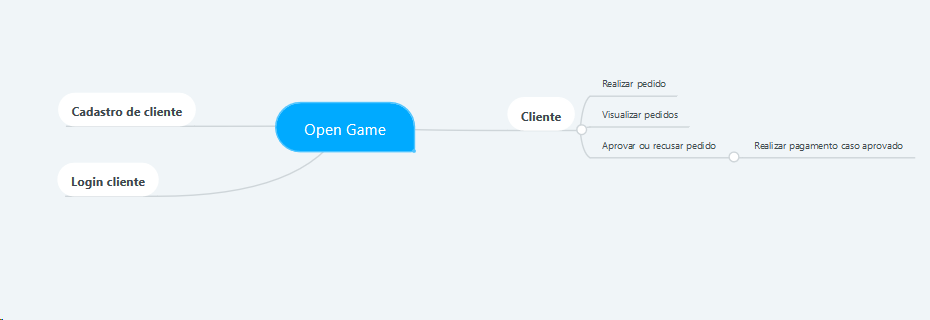 Cadastro de cliente
Login cliente
Open Game
Cliente
Realizar pedido
Visualizar pedidos
Aprovar ou recusar pedido
Realizar pagamento caso aprovado